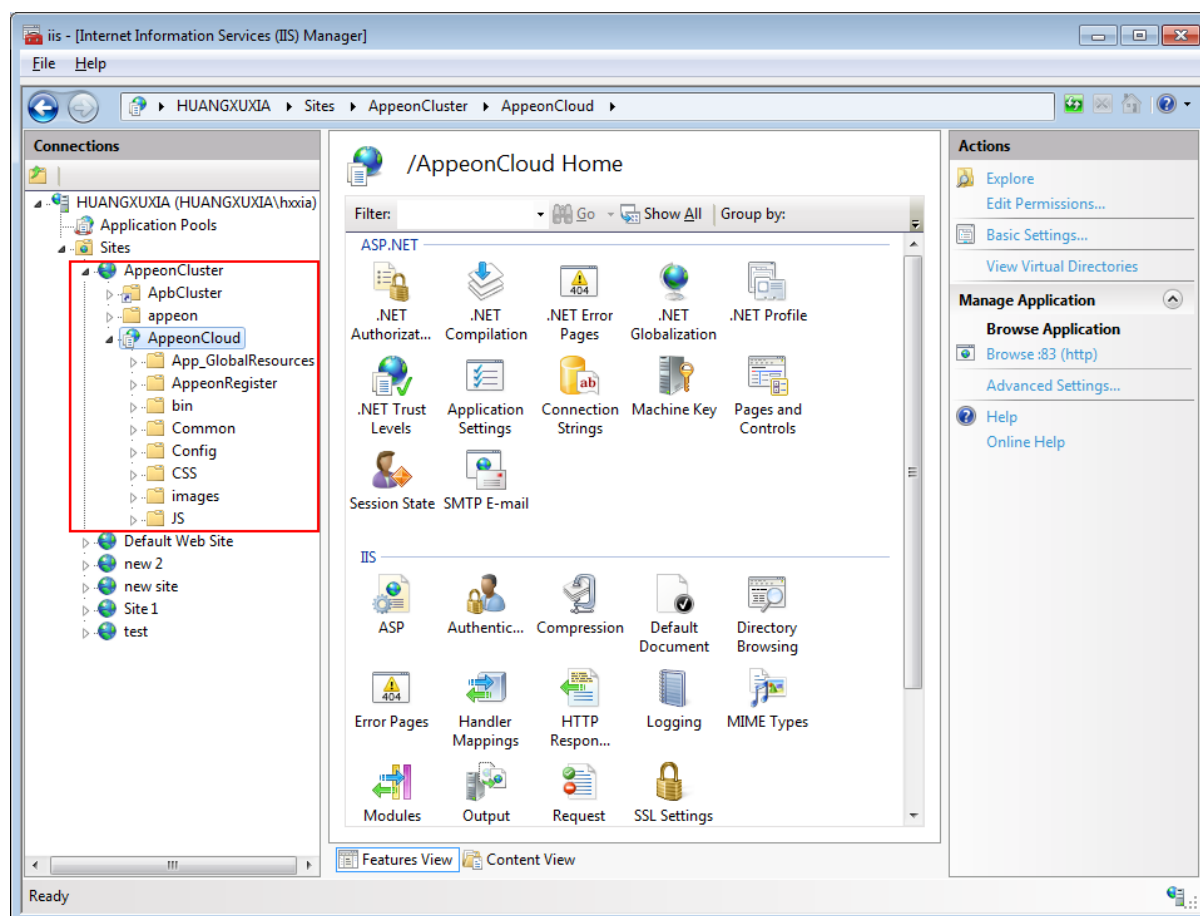 iis - [Internet Information Services (IIS) Manager]
File Help
HUANGXUXIA Sites AppeonCluster AppeonCloud
Connections
HUANGXUXIA (HUANGXUXIA\hxxia)
Application Pools
Sites
AppeonCluster
ApbCluster
appeon
AppeonCloud
App_GlobalResources
AppeonRegister
bin
Common
Config
CSS
images
JS
Default Web Site
new 2
new site
Site 1
test
/AppeonCloud Home
Filter: Go Show All Group by:
ASP.NET
.NET Authorizat...
.NET Compilation
.NET Error Pages
.NET Globalization
.NET Profile
.NET Trust Levels
Application Settings
Connection Strings
Machine Key
Pages and Controls
Session State
SMTP E-mail
IIS
ASP
Authentic...
Compression
Default Document
Directory Browsing
Error Pages
Handler Mappings
HTTP Respon...
Logging
MIME Types
Modules
Output
Request
SSL Settings
Features View Content View
Actions
Explore
Edit Permissions...
Basic Settings...
View Virtual Directories
Manage Application
Browse Application
Browse :83 (http)
Advanced Settings...
Help
Online Help
Ready